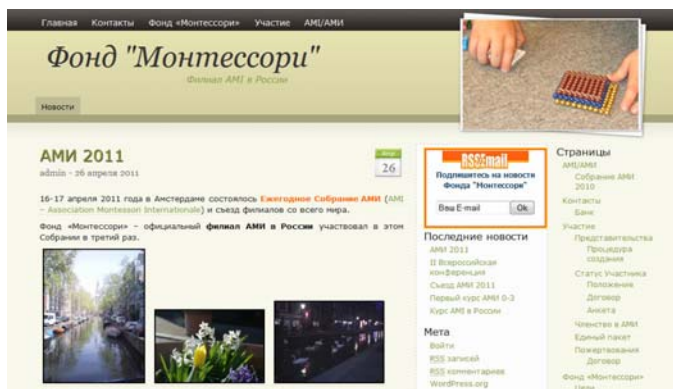 Главная Контакты Фонд «Монтессори» Участие AMI/АМИ
Фонд "Монтессори"
Филиал AMI в России
Новости
АМИ 2011
admin - 26 апреля 2011
Апр
26
16-17 апреля 2011 года в Амстердаме состоялось Ежегодное Собрание АМИ (AMI
– Association Montessori Internationale) и съезд филиалов со всего мира.
Фонд «Монтессори» – официальный филиал АМИ в России участвовал в этом
Собрании в третий раз.
RSS2Email
Подпишитесь на новости
Фонда "Монтессори"
Ваш E-mail Ok
Последние новости
АМИ 2011
II Всероссийская
конференция
Съезд АМИ 2011
Первый курс АМИ 0-3
Курс AMI в России
Мета
Войти
RSS записей
RSS комментариев
WordPress.org
Страницы
AMI/АМИ
Собрание АМИ
2010
Контакты
Банк
Участие
Представительства
Процедура
создания
Статус Участника
Положение
Договор
Анкета
Членство в АМИ
Единый пакет
Пожертвования
Договор
Фонд «Монтессори»